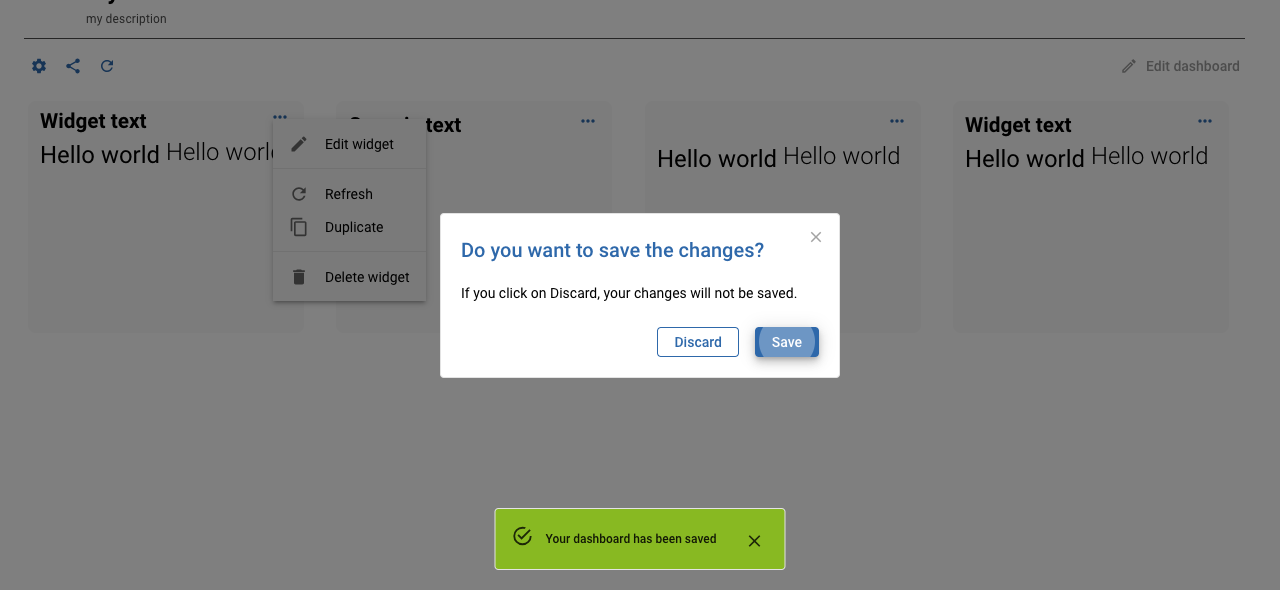 my description
Edit dashboard
Widget text
Hello world Hello
text
Hello world Hello world
Widget text
Hello world Hello world
Edit widget
Refresh
Duplicate
Delete widget
Do you want to save the changes?
If you click on Discard, your changes will not be saved.
Discard
Save
Your dashboard has been saved